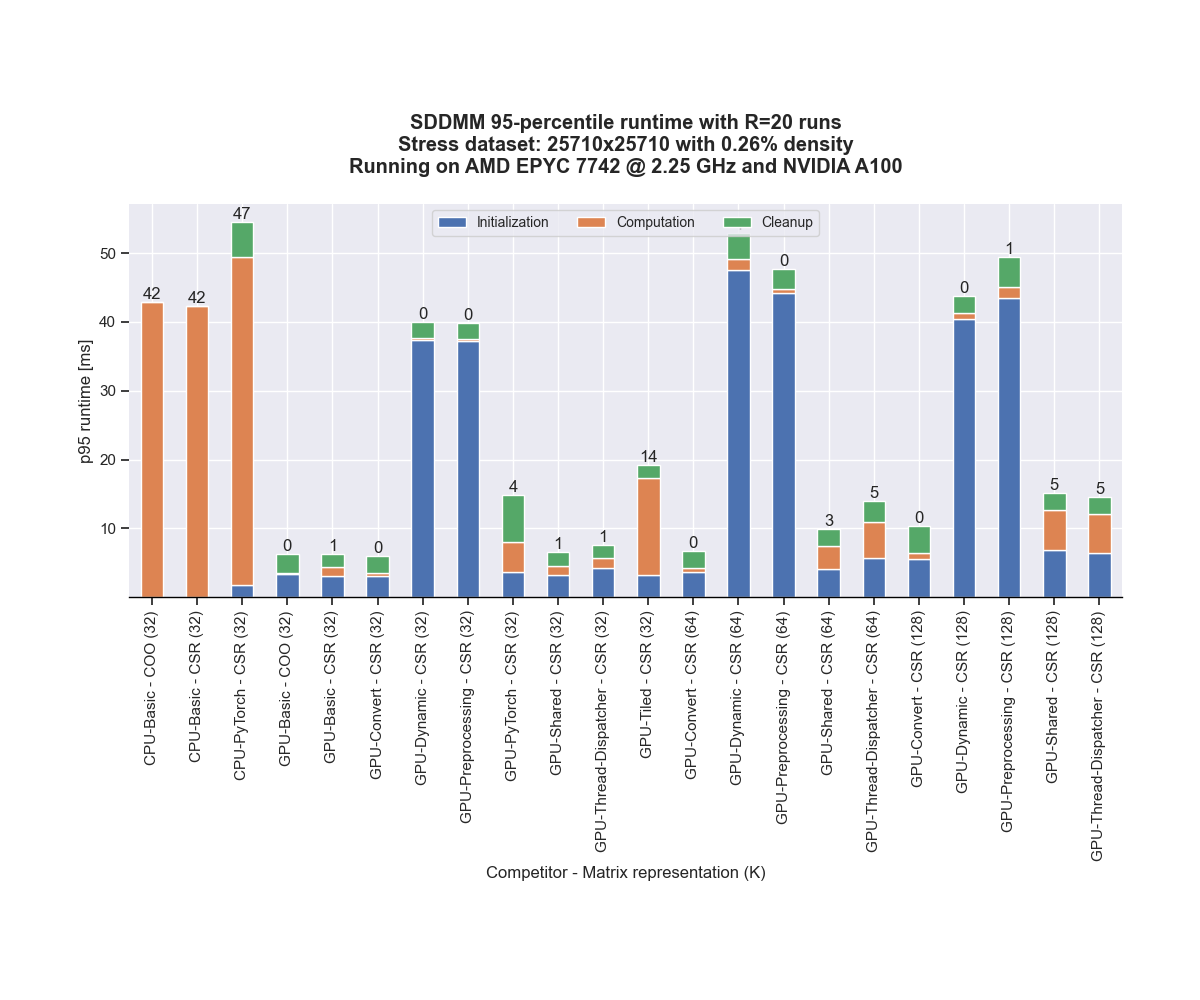 SDDMM 95-percentile runtime with R=20 runs
Stress dataset: 25710x25710 with 0.26% density
Running on AMD EPYC 7742 @ 2.25 GHz and NVIDIA A100
Initialization Computation Cleanup
p95 runtime [ms]
50
40
30
20
10
42
42
47
0
1
0
0
0
4
1
1
14
0
0
3
5
0
0
1
5
5
CPU-Basic - COO (32)
CPU-Basic - CSR (32)
CPU-PyTorch - CSR (32)
GPU-Basic - COO (32)
GPU-Basic - CSR (32)
GPU-Convert - CSR (32)
GPU-Dynamic - CSR (32)
GPU-Preprocessing - CSR (32)
GPU-PyTorch - CSR (32)
GPU-Shared - CSR (32)
GPU-Thread-Dispatcher - CSR (32)
GPU-Tiled - CSR (32)
GPU-Convert - CSR (64)
GPU-Dynamic - CSR (64)
GPU-Preprocessing - CSR (64)
GPU-Shared - CSR (64)
GPU-Thread-Dispatcher - CSR (64)
GPU-Convert - CSR (128)
GPU-Dynamic - CSR (128)
GPU-Preprocessing - CSR (128)
GPU-Shared - CSR (128)
GPU-Thread-Dispatcher - CSR (128)
Competitor - Matrix representation (K)